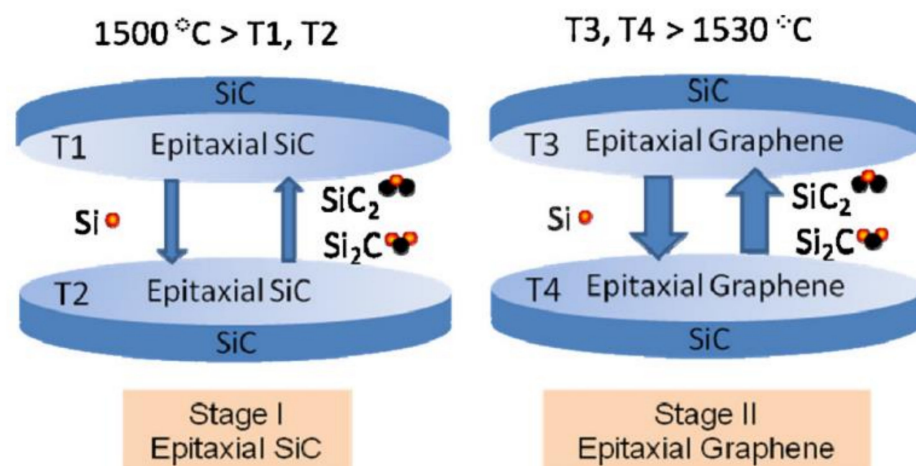 1500 °C > T1, T2
SiC
T1 Epitaxial SiC
Si
SiC₂
Si₂C
T2 Epitaxial SiC
SiC
Stage I
Epitaxial SiC
T3, T4 > 1530 °C
SiC
T3 Epitaxial Graphene
Si
SiC₂
Si₂C
T4 Epitaxial Graphene
SiC
Stage II
Epitaxial Graphene